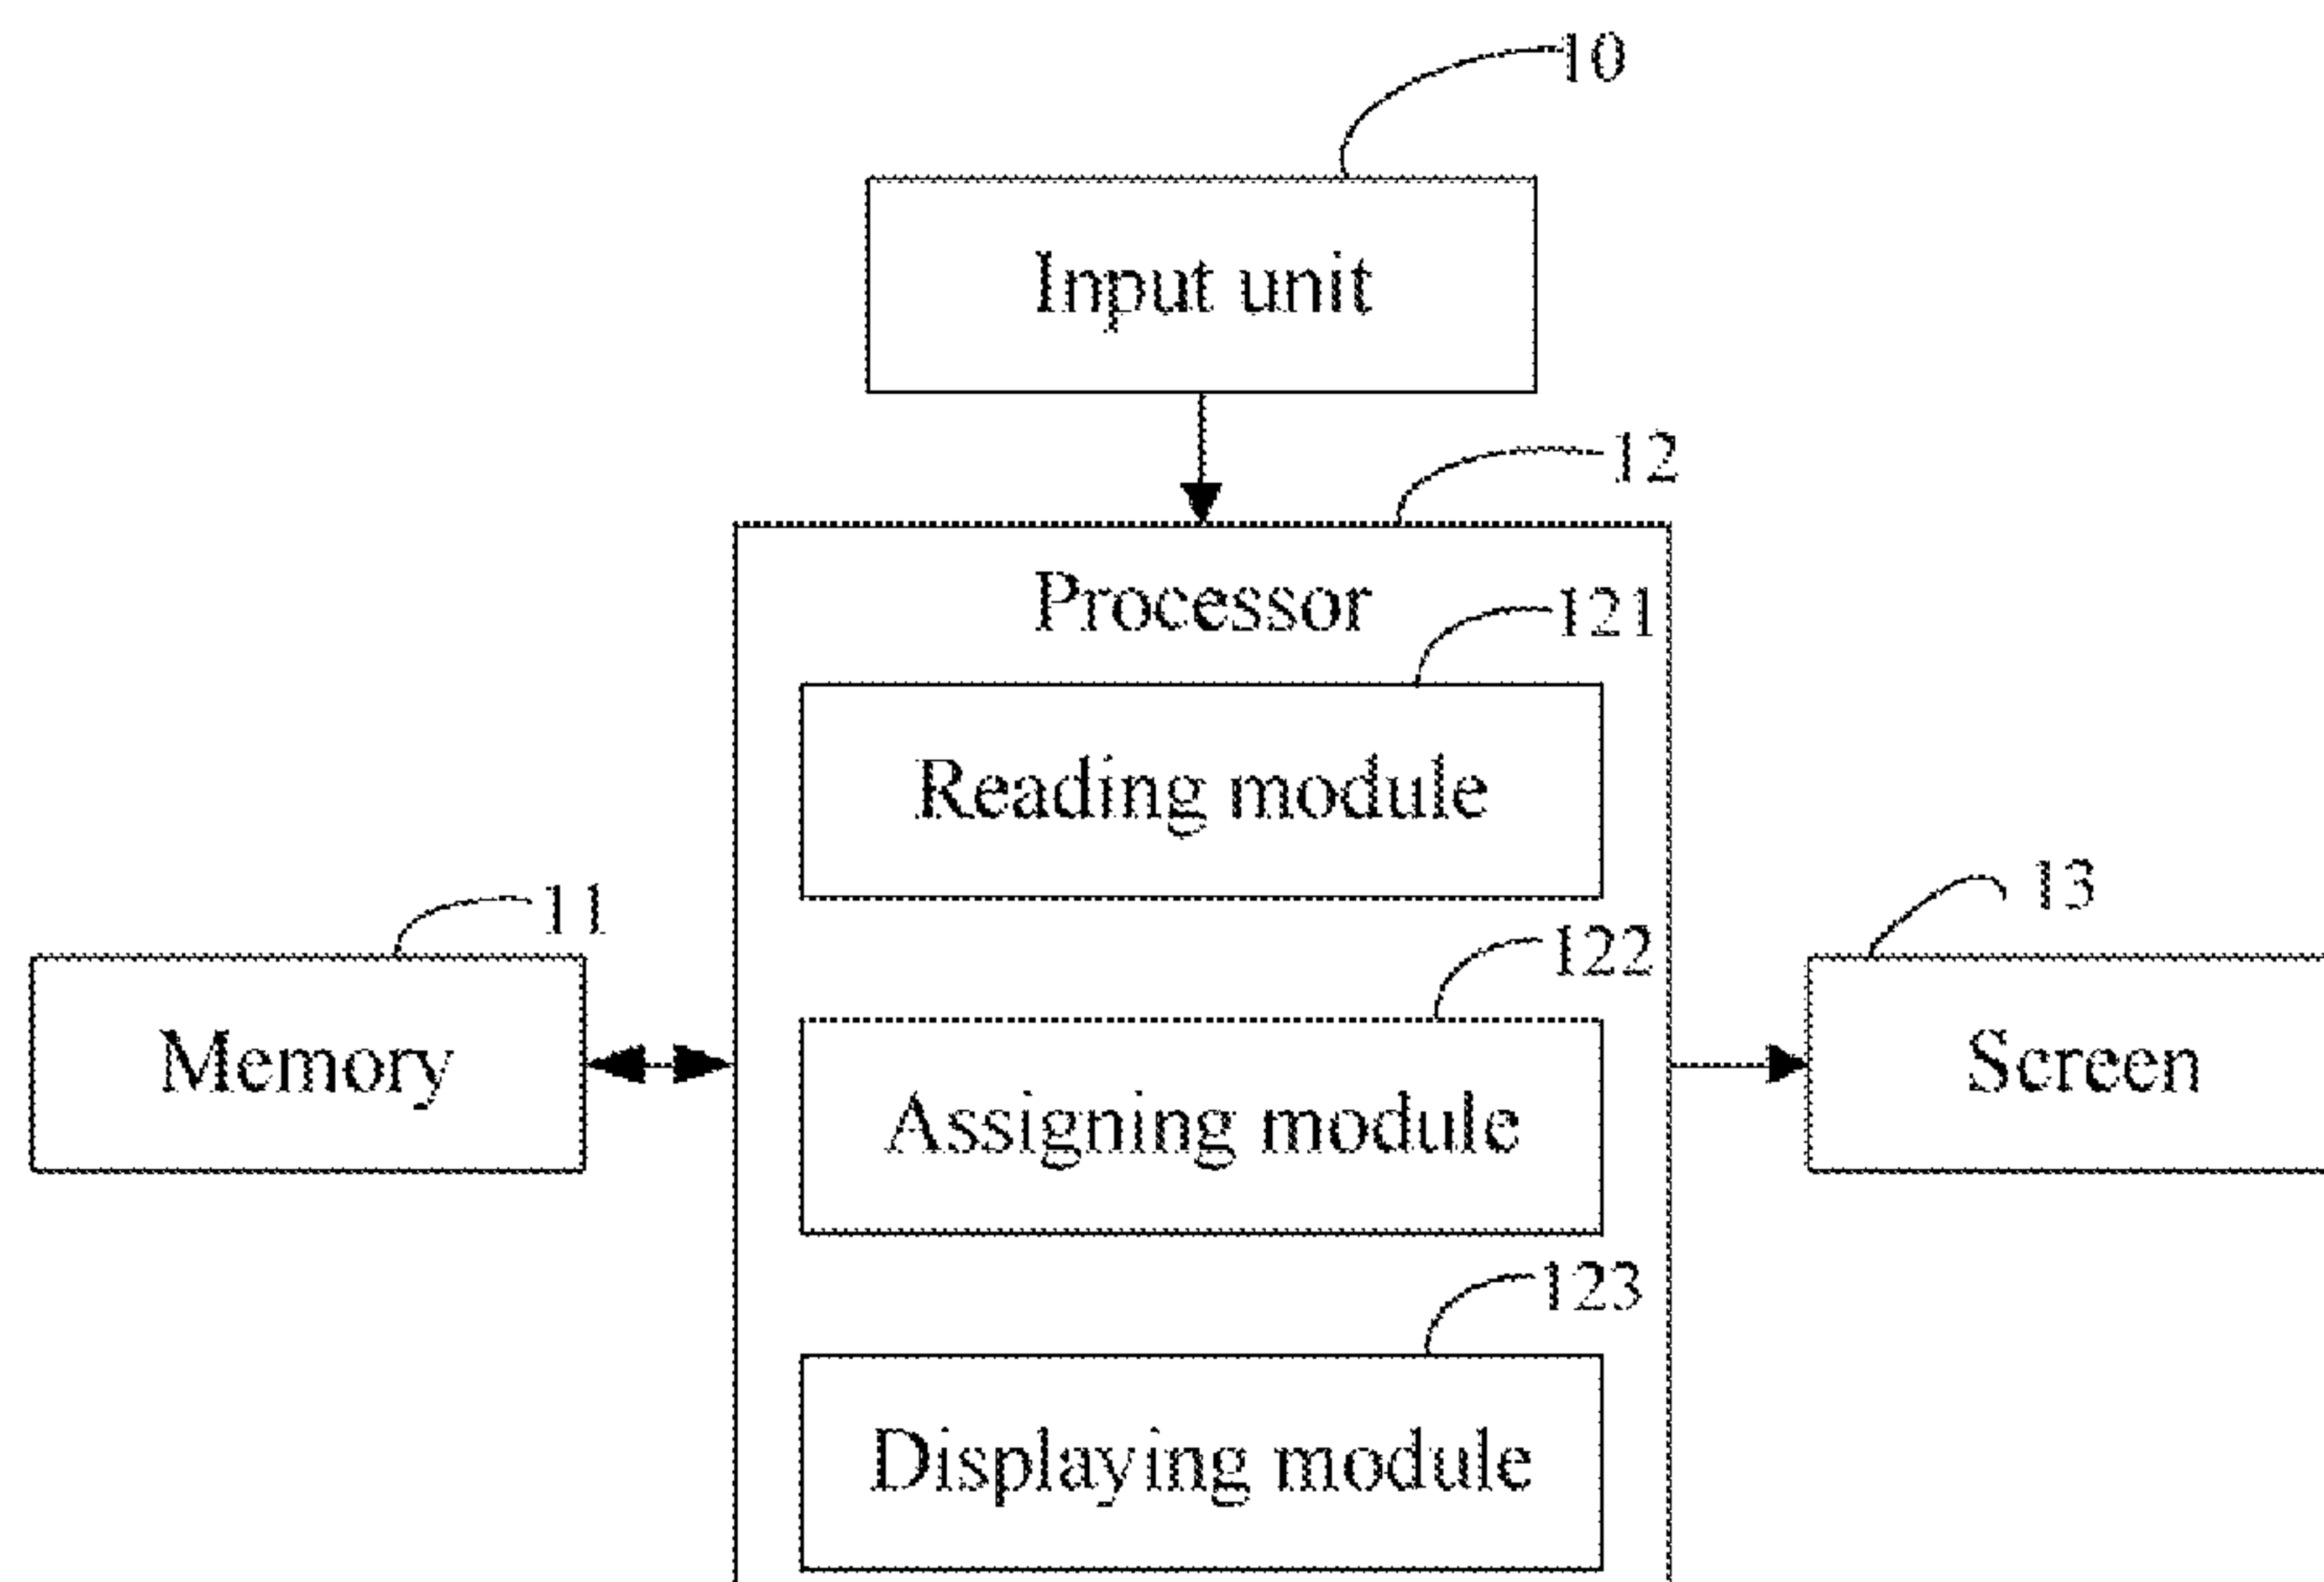 10
Input unit
12
Processor
121
Reading module
11
13
122
Memory
Assigning module
Screen
123
Displaying module